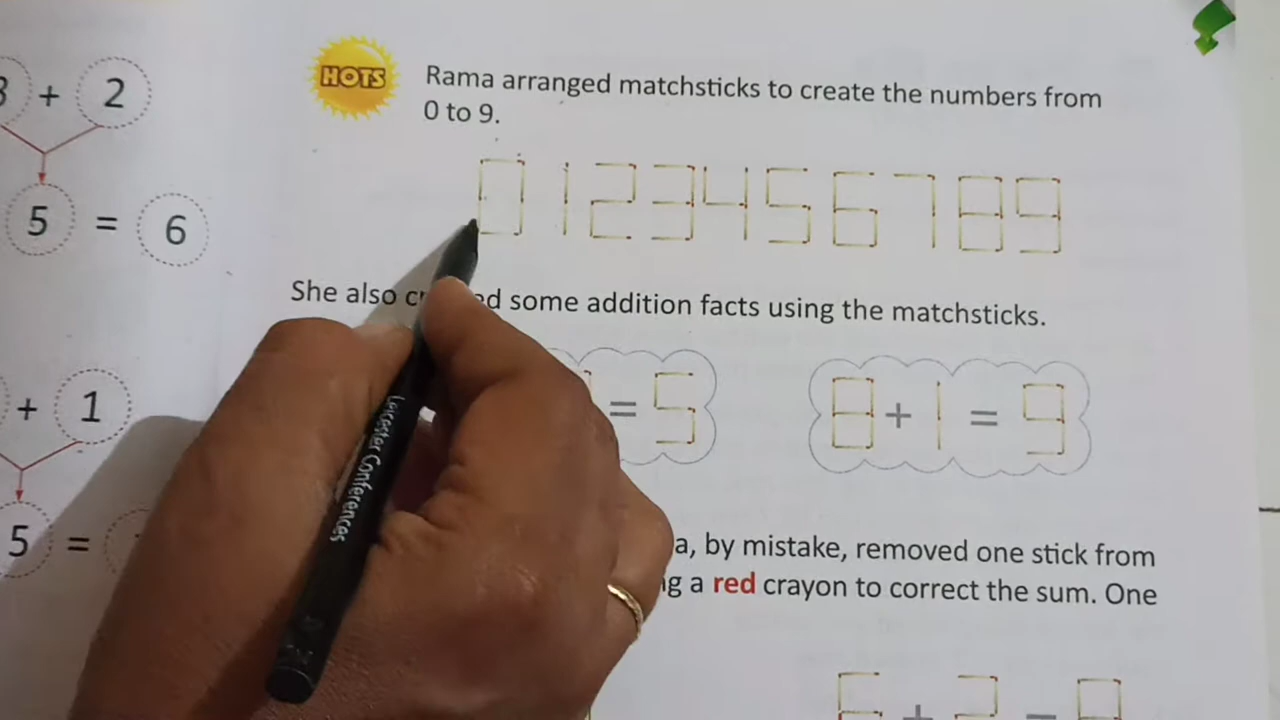 3 + 2
5 = 6
+ 1
5 =
HOTS
Rama arranged matchsticks to create the numbers from
0 to 9.
0 1 2 3 4 5 6 7 8 9
She also some addition facts using the matchsticks.
= 5
8 + 1 = 9
a, by mistake, removed one stick from
a red crayon to correct the sum. One
Leicester Conferences